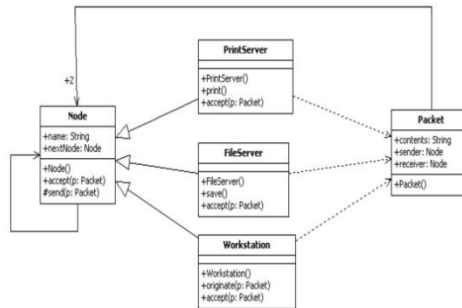 PrintServer
+PrintServer()
+print()
+accept(p: Packet)
+2
Node
+name: String
+nextNode: Node
+Node()
+accept(p: Packet)
#send(p: Packet)
FileServer
+FileServer()
+save()
+accept(p: Packet)
Packet
+contents: String
+sender: Node
+receiver: Node
+Packet()
Workstation
+Workstation()
+originate(p: Packet)
+accept(p: Packet)